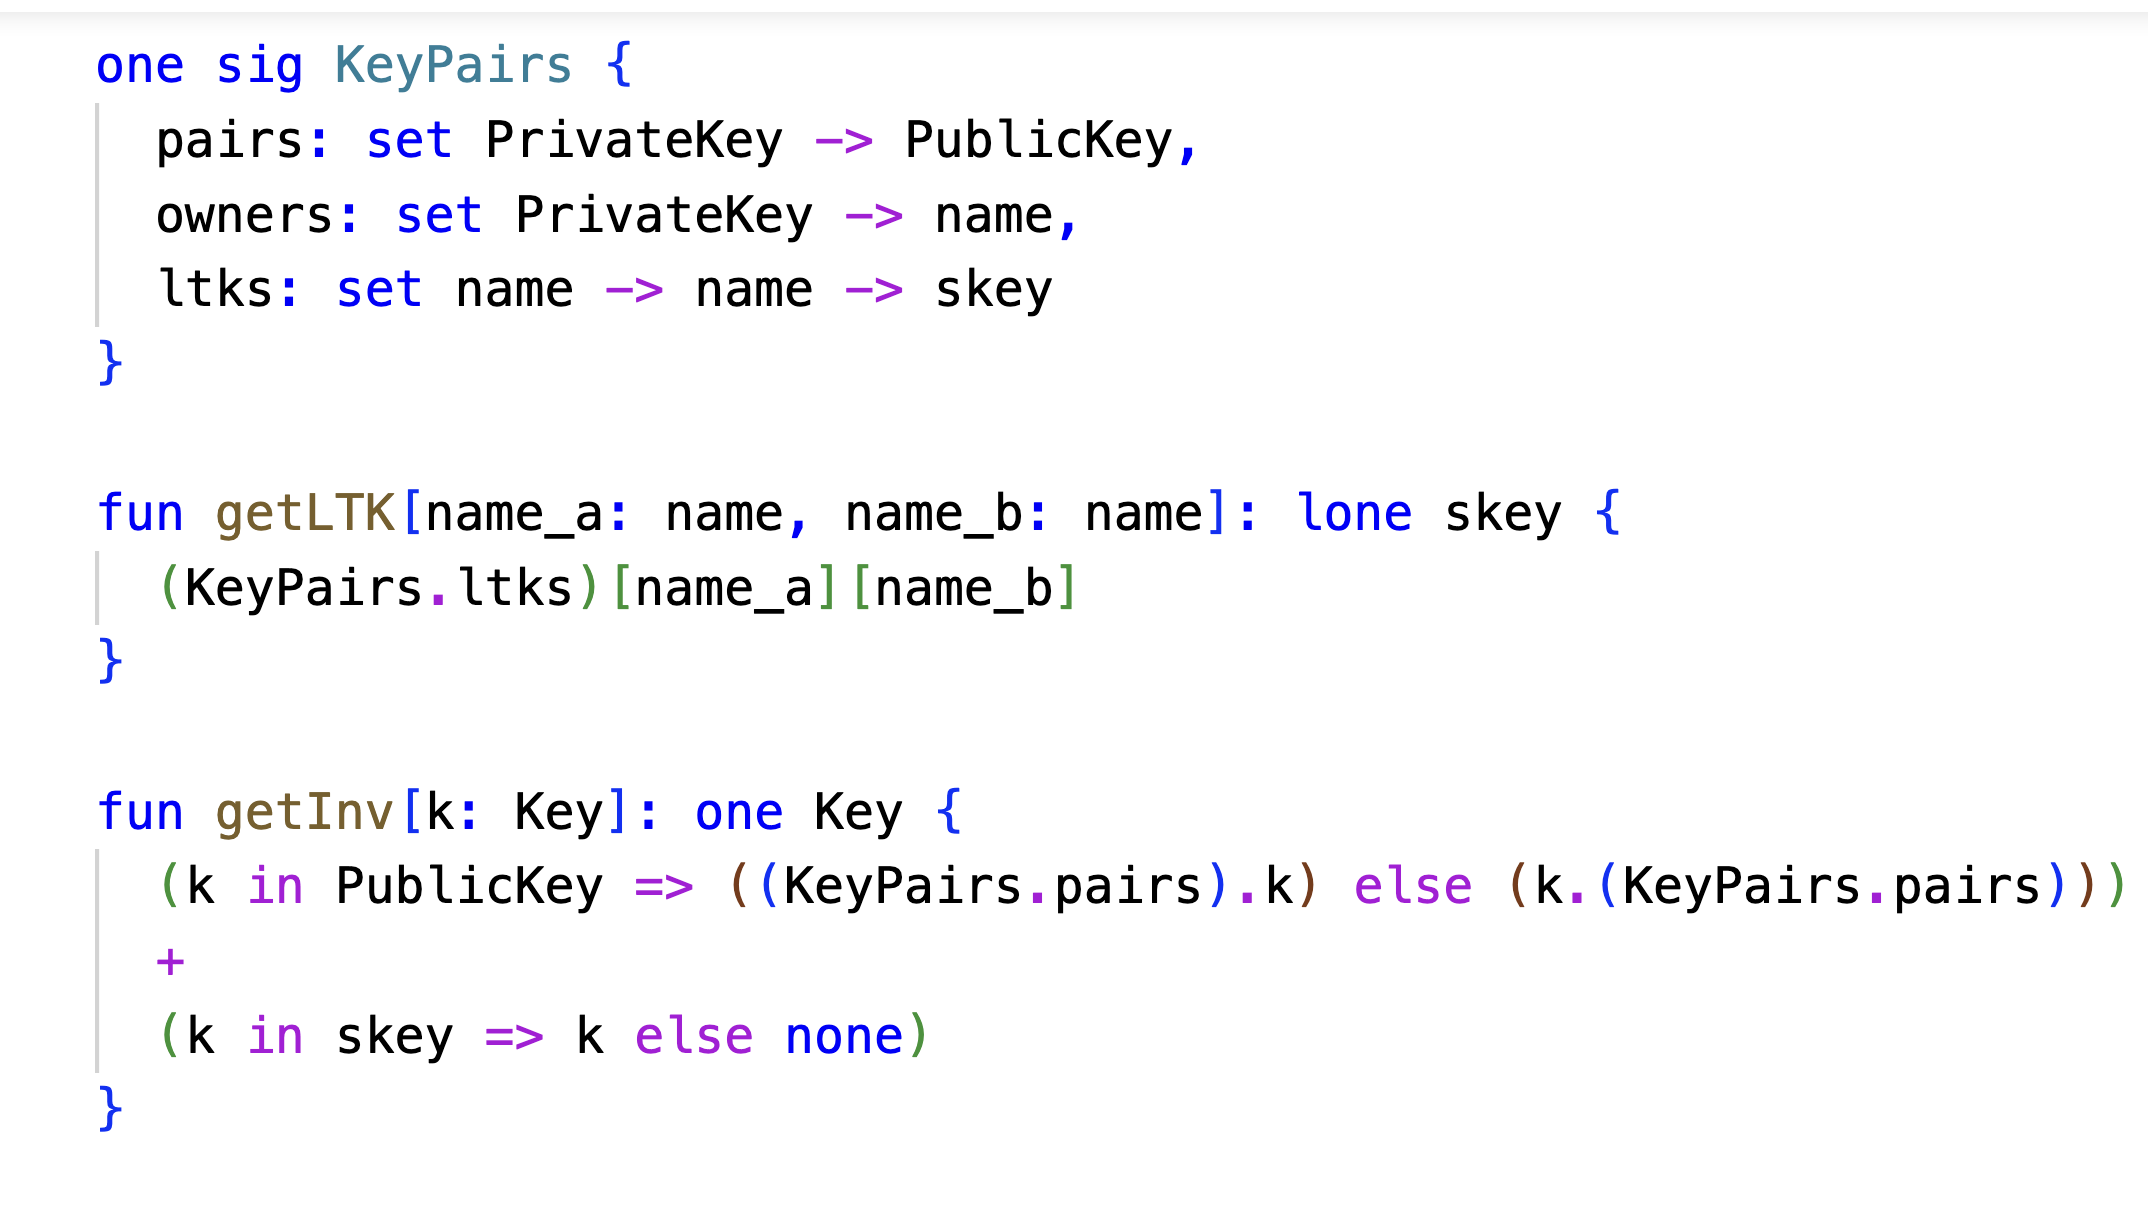 one sig KeyPairs {
  pairs: set PrivateKey -> PublicKey,
  owners: set PrivateKey -> name,
  ltks: set name -> name -> skey
}
fun getLTK[name_a: name, name_b: name]: lone skey {
  (KeyPairs.ltks)[name_a][name_b]
}
fun getInv[k: Key]: one Key {
  (k in PublicKey => ((KeyPairs.pairs).k) else (k.(KeyPairs.pairs)))
  +
  (k in skey => k else none)
}